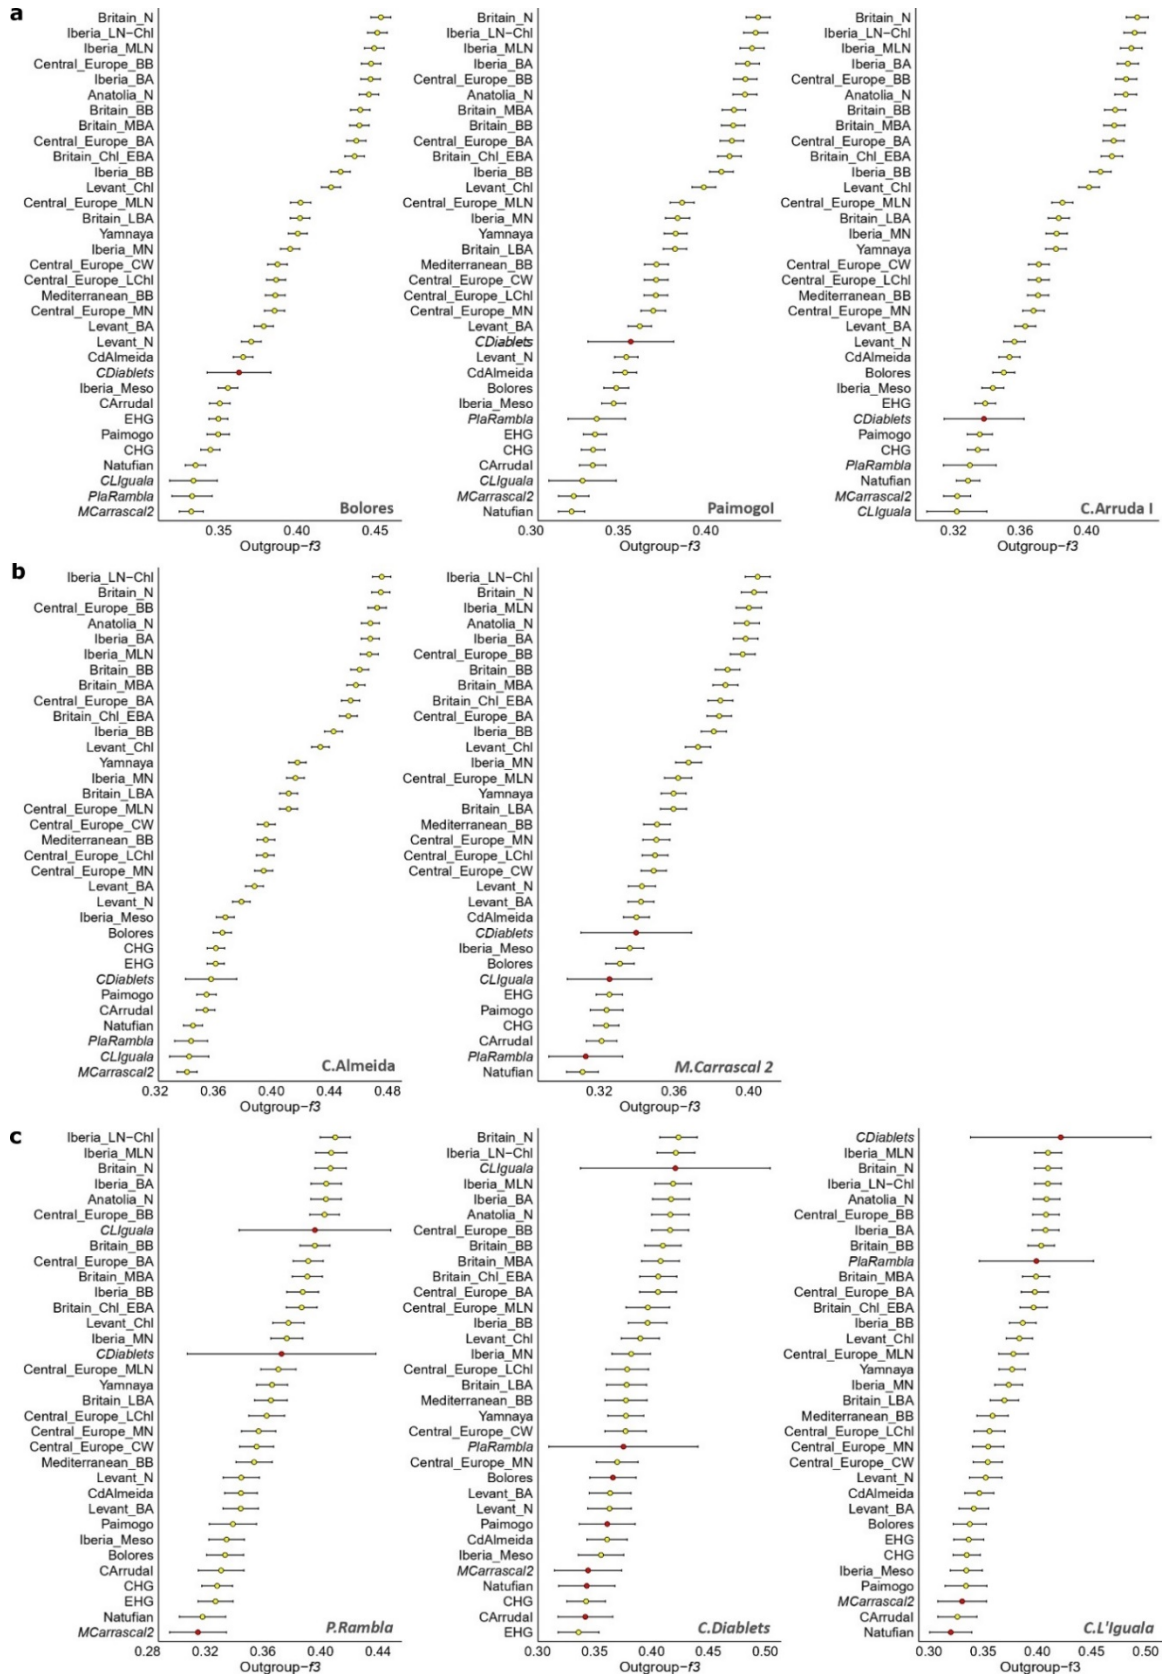 a
Britain_N
Iberia_LN-Chl
Iberia_MLN
Central_Europe_BB
Iberia_BA
Anatolia_N
Britain_BB
Britain_MBA
Central_Europe_BA
Britain_Chl_EBA
Iberia_BB
Levant_Chl
Central_Europe_MLN
Britain_LBA
Yamnaya
Iberia_MN
Central_Europe_CW
Central_Europe_LChl
Mediterranean_BB
Central_Europe_MN
Levant_BA
Levant_N
CdAlmeida
CDiablets
Iberia_Meso
CArrudaI
EHG
Paimogo
CHG
Natufian
CLIguala
PlaRambla
MCarrascal2
Bolores
0.35 0.40 0.45
Outgroup-f3
Britain_N
Iberia_LN-Chl
Iberia_MLN
Iberia_BA
Central_Europe_BB
Anatolia_N
Britain_MBA
Britain_BB
Central_Europe_BA
Britain_Chl_EBA
Iberia_BB
Levant_Chl
Central_Europe_MLN
Iberia_MN
Yamnaya
Britain_LBA
Mediterranean_BB
Central_Europe_CW
Central_Europe_LChl
Central_Europe_MN
Levant_BA
CDiablets
Levant_N
CdAlmeida
Bolores
Iberia_Meso
PlaRambla
EHG
CHG
CArrudaI
CLIguala
MCarrascal2
Natufian
PaimogoI
0.30 0.35 0.40
Outgroup-f3
Britain_N
Iberia_LN-Chl
Iberia_MLN
Iberia_BA
Central_Europe_BB
Anatolia_N
Britain_BB
Britain_MBA
Central_Europe_BA
Britain_Chl_EBA
Iberia_BB
Levant_Chl
Central_Europe_MLN
Britain_LBA
Iberia_MN
Yamnaya
Central_Europe_CW
Central_Europe_LChl
Mediterranean_BB
Central_Europe_MN
Levant_BA
Levant_N
CdAlmeida
Bolores
Iberia_Meso
EHG
CDiablets
Paimogo
CHG
PlaRambla
Natufian
MCarrascal2
CLIguala
C.Arruda I
0.32 0.36 0.40
Outgroup-f3
b
Iberia_LN-Chl
Britain_N
Central_Europe_BB
Anatolia_N
Iberia_BA
Iberia_MLN
Britain_BB
Britain_MBA
Central_Europe_BA
Britain_Chl_EBA
Iberia_BB
Levant_Chl
Yamnaya
Iberia_MN
Britain_LBA
Central_Europe_MLN
Central_Europe_CW
Mediterranean_BB
Central_Europe_LChl
Central_Europe_MN
Levant_BA
Levant_N
Iberia_Meso
Bolores
CHG
EHG
CDiablets
Paimogo
CArrudaI
Natufian
PlaRambla
CLIguala
MCarrascal2
C.Almeida
0.32 0.36 0.40 0.44 0.48
Outgroup-f3
Iberia_LN-Chl
Britain_N
Iberia_MLN
Anatolia_N
Iberia_BA
Central_Europe_BB
Britain_BB
Britain_MBA
Britain_Chl_EBA
Central_Europe_BA
Iberia_BB
Levant_Chl
Iberia_MN
Central_Europe_MLN
Yamnaya
Britain_LBA
Mediterranean_BB
Central_Europe_MN
Central_Europe_LChl
Central_Europe_CW
Levant_N
Levant_BA
CdAlmeida
CDiablets
Iberia_Meso
Bolores
CLIguala
EHG
Paimogo
CHG
CArrudaI
PlaRambla
Natufian
M.Carrascal 2
0.32 0.36 0.40
Outgroup-f3
c
Iberia_LN-Chl
Iberia_MLN
Britain_N
Iberia_BA
Anatolia_N
Central_Europe_BB
CLIguala
Britain_BB
Central_Europe_BA
Britain_MBA
Iberia_BB
Britain_Chl_EBA
Levant_Chl
Iberia_MN
CDiablets
Central_Europe_MLN
Yamnaya
Britain_LBA
Central_Europe_LChl
Central_Europe_MN
Central_Europe_CW
Mediterranean_BB
Levant_N
CdAlmeida
Levant_BA
Paimogo
Iberia_Meso
Bolores
CArrudaI
CHG
EHG
Natufian
MCarrascal2
P.Rambla
0.28 0.32 0.36 0.40 0.44
Outgroup-f3
Britain_N
Iberia_LN-Chl
CLIguala
Iberia_MLN
Iberia_BA
Anatolia_N
Central_Europe_BB
Britain_BB
Britain_MBA
Britain_Chl_EBA
Central_Europe_BA
Central_Europe_MLN
Iberia_BB
Levant_Chl
Iberia_MN
Central_Europe_LChl
Britain_LBA
Mediterranean_BB
Yamnaya
Central_Europe_CW
PlaRambla
Central_Europe_MN
Bolores
Levant_BA
Levant_N
Paimogo
CdAlmeida
Iberia_Meso
MCarrascal2
Natufian
CHG
CArrudaI
EHG
C.Diablets
0.30 0.35 0.40 0.45 0.50
Outgroup-f3
CDiablets
Iberia_MLN
Britain_N
Iberia_LN-Chl
Anatolia_N
Central_Europe_BB
Iberia_BA
Britain_BB
PlaRambla
Britain_MBA
Central_Europe_BA
Britain_Chl_EBA
Iberia_BB
Levant_Chl
Central_Europe_MLN
Yamnaya
Iberia_MN
Britain_LBA
Mediterranean_BB
Central_Europe_LChl
Central_Europe_MN
Central_Europe_CW
Levant_N
CdAlmeida
Levant_BA
Bolores
EHG
CHG
Iberia_Meso
Paimogo
MCarrascal2
CArrudaI
Natufian
C.L'Iguala
0.30 0.35 0.40 0.45 0.50
Outgroup-f3